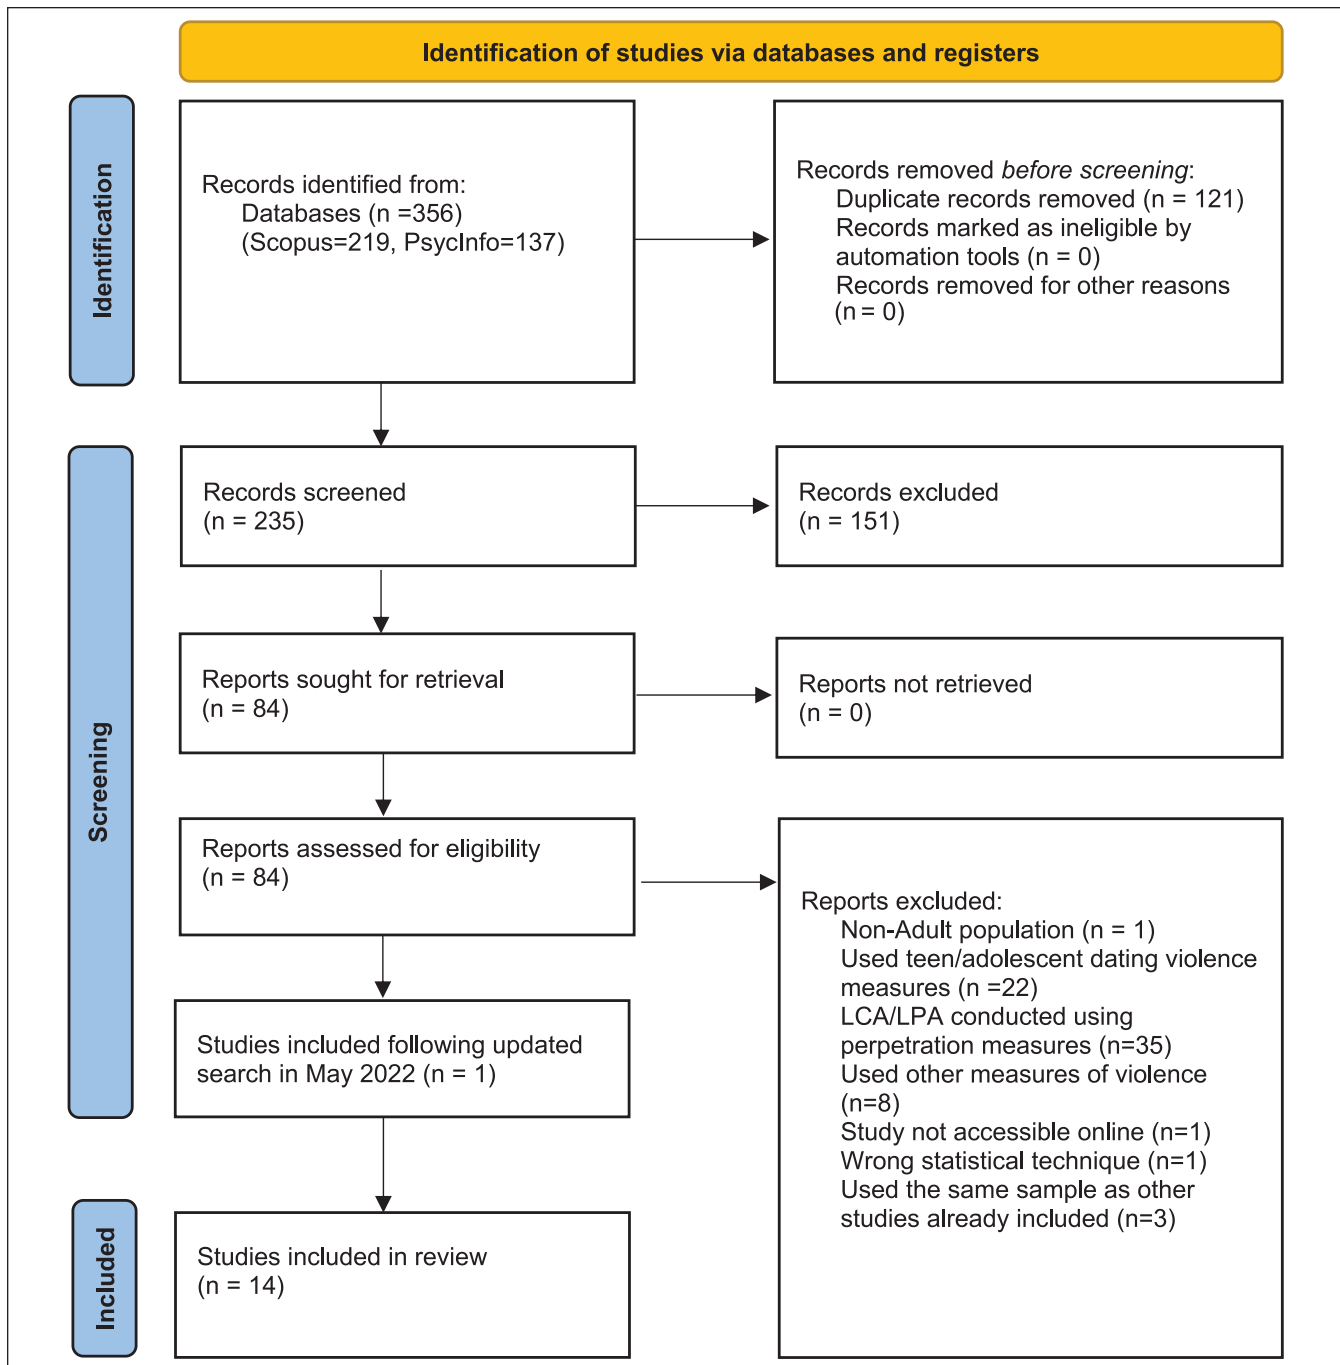 Identification of studies via databases and registers
Identification
Records identified from:
Databases (n =356)
(Scopus=219, PsycInfo=137)
Records removed before screening:
Duplicate records removed (n = 121)
Records marked as ineligible by
automation tools (n = 0)
Records removed for other reasons
(n = 0)
Screening
Records screened
(n = 235)
Records excluded
(n = 151)
Reports sought for retrieval
(n = 84)
Reports not retrieved
(n = 0)
Reports assessed for eligibility
(n = 84)
Reports excluded:
Non-Adult population (n = 1)
Used teen/adolescent dating violence
measures (n =22)
LCA/LPA conducted using
perpetration measures (n=35)
Used other measures of violence
(n=8)
Study not accessible online (n=1)
Wrong statistical technique (n=1)
Used the same sample as other
studies already included (n=3)
Studies included following updated
search in May 2022 (n = 1)
Included
Studies included in review
(n = 14)